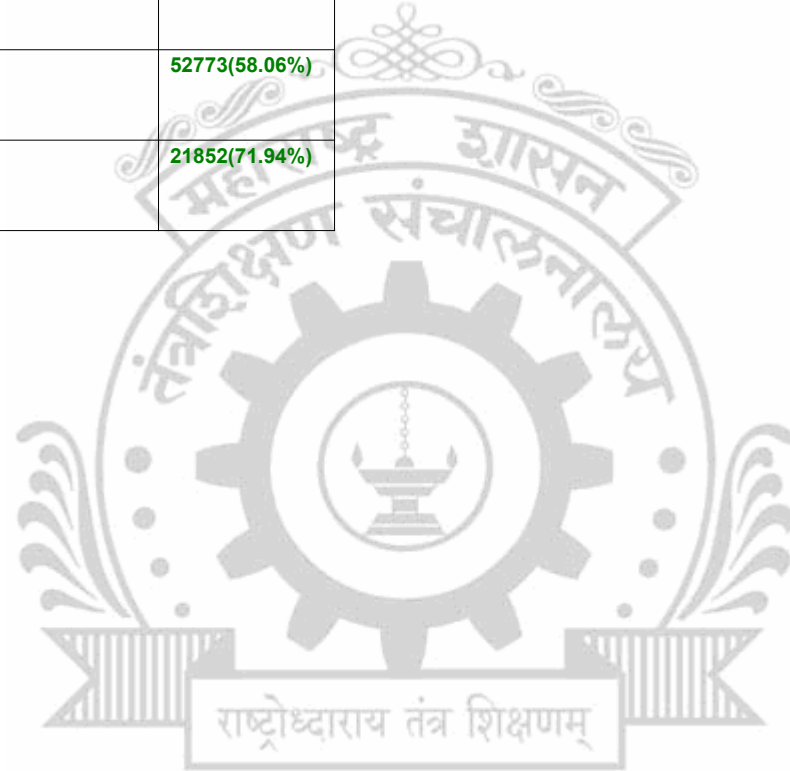 52773(58.06%)
21852(71.94%)
महाराष्ट्र शासन
तंत्रशिक्षण संचालनालय
राष्ट्रोध्दाराय तंत्र शिक्षणम्